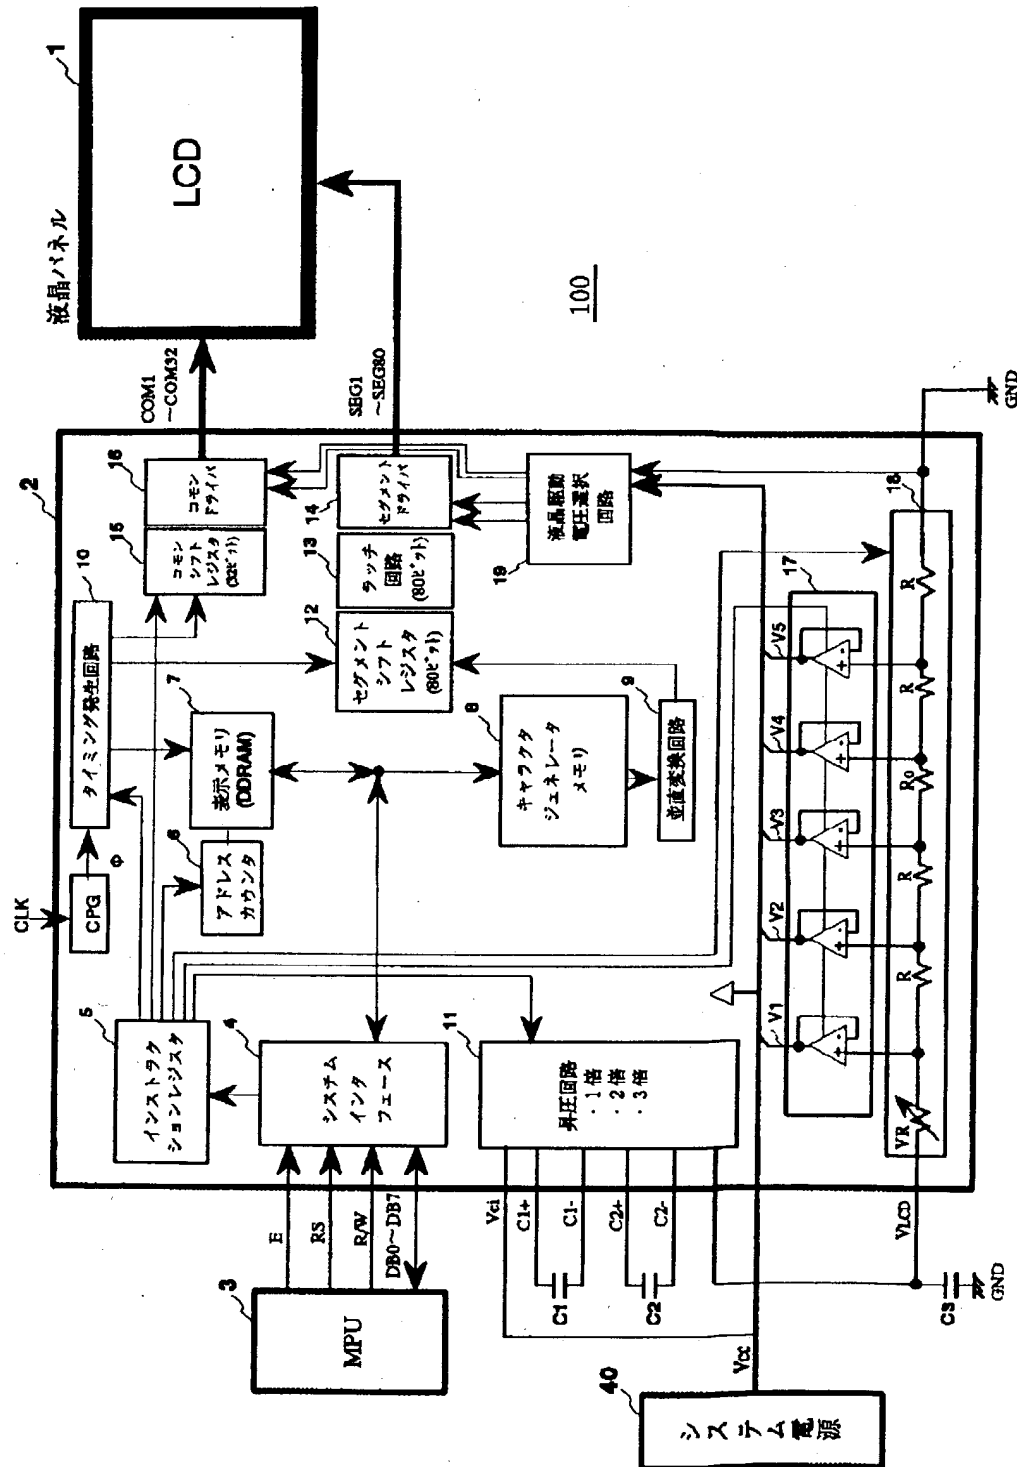 液晶パネル
1
LCD
COM1
～COM32
SEG1
～SEG80
100
2
CLK
CPG
Φ
10
タイミング発生回路
15
コモン
シフト
レジスタ
(32ビット)
16
コモン
ドライバ
5
インストラク
ションレジスタ
6
アドレス
カウンタ
7
表示メモリ
(DDRAM)
12
セグメント
シフト
レジスタ
(80ビット)
13
ラッチ
回路
(80ビット)
14
セグメント
ドライバ
3
MPU
E
RS
R/W
DB0～DB7
4
システム
インタ
フェース
8
キャラクタ
ジェネレータ
メモリ
9
並直変換回路
19
液晶駆動
電圧選択
回路
11
昇圧回路
・1倍
・2倍
・3倍
Vci
C1+
C1-
C2+
C2-
C1
C2
40
システム電源
Vcc
V1
V2
V3
V4
V5
17
+
-
+
-
+
-
+
-
+
-
18
VR
R
R
R0
R
R
VLCD
C3
GND
GND